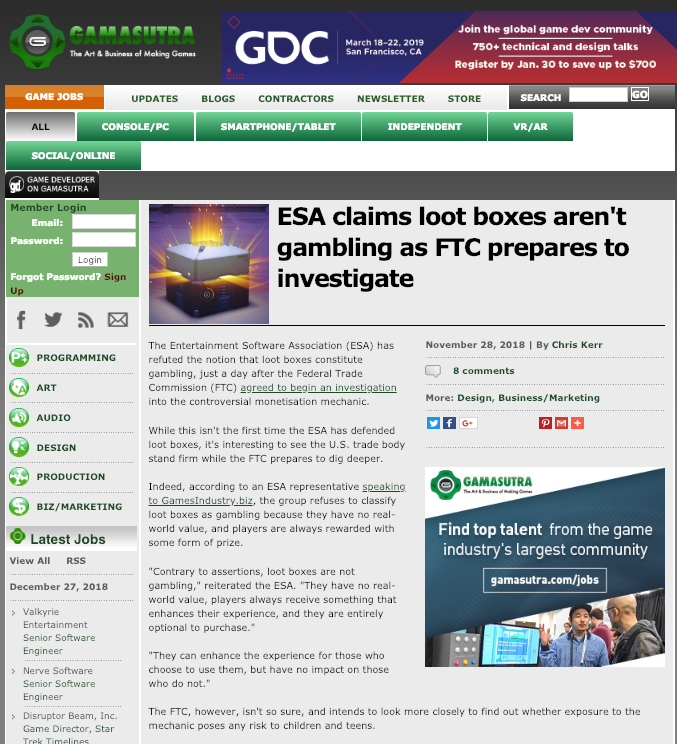 GAMASUTRA
The Art & Business of Making Games
GDC
March 18-22, 2019
San Francisco, CA
Join the global game dev community
750+ technical and design talks
Register by Jan. 30 to save up to $700
GAME JOBS
UPDATES BLOGS CONTRACTORS NEWSLETTER STORE
SEARCH GO
ALL CONSOLE/PC SMARTPHONE/TABLET INDEPENDENT VR/AR
SOCIAL/ONLINE
gd GAME DEVELOPER
ON GAMASUTRA
Member Login
Email:
Password:
Login
Forgot Password? Sign
Up
PROGRAMMING
ART
AUDIO
DESIGN
PRODUCTION
BIZ/MARKETING
Latest Jobs
View All RSS
December 27, 2018
Valkyrie
Entertainment
Senior Software
Engineer
Nerve Software
Senior Software
Engineer
Disruptor Beam, Inc.
Game Director, Star
Trek Timelines
ESA claims loot boxes aren't
gambling as FTC prepares to
investigate
The Entertainment Software Association (ESA) has
refuted the notion that loot boxes constitute
gambling, just a day after the Federal Trade
Commission (FTC) agreed to begin an investigation
into the controversial monetisation mechanic.
While this isn't the first time the ESA has defended
loot boxes, it's interesting to see the U.S. trade body
stand firm while the FTC prepares to dig deeper.
Indeed, according to an ESA representative speaking
to GamesIndustry.biz, the group refuses to classify
loot boxes as gambling because they have no real-
world value, and players are always rewarded with
some form of prize.
"Contrary to assertions, loot boxes are not
gambling," reiterated the ESA. "They have no real-
world value, players always receive something that
enhances their experience, and they are entirely
optional to purchase."
"They can enhance the experience for those who
choose to use them, but have no impact on those
who do not."
The FTC, however, isn't so sure, and intends to look more closely to find out whether exposure to the
mechanic poses any risk to children and teens.
November 28, 2018 | By Chris Kerr
8 comments
More: Design, Business/Marketing
GAMASUTRA
The Art & Business of Making Games
Find top talent from the game
industry's largest community
gamasutra.com/jobs